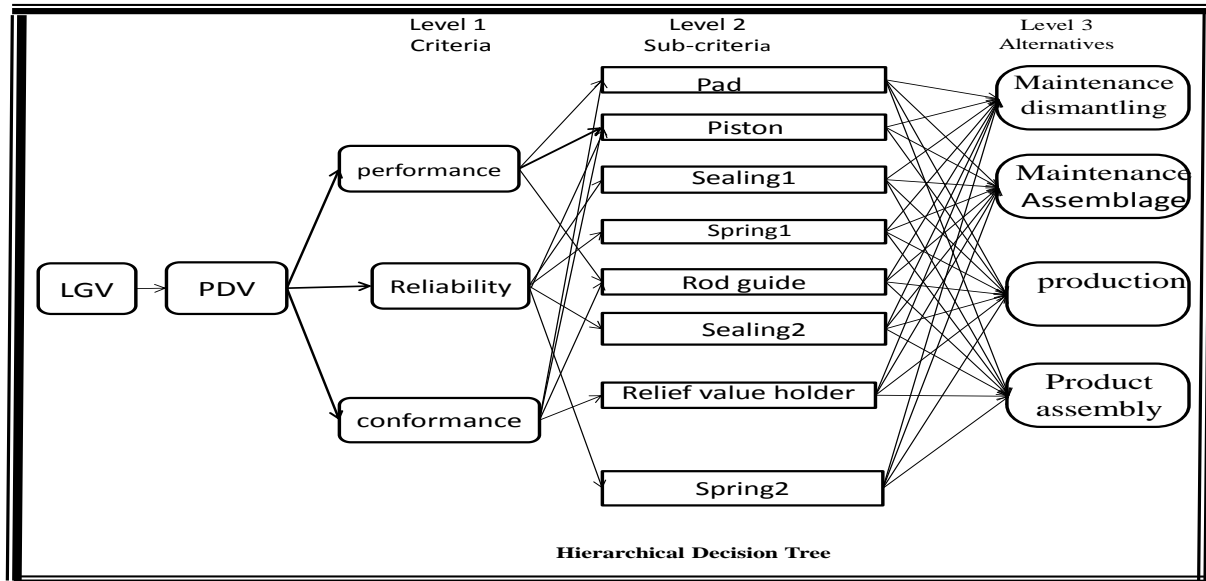 Level 1
Criteria
Level 2
Sub-criteria
Level 3
Alternatives
LGV
PDV
performance
Reliability
conformance
Pad
Piston
Sealing1
Spring1
Rod guide
Sealing2
Relief value holder
Spring2
Maintenance
dismantling
Maintenance
Assemblage
production
Product
assembly
Hierarchical Decision Tree